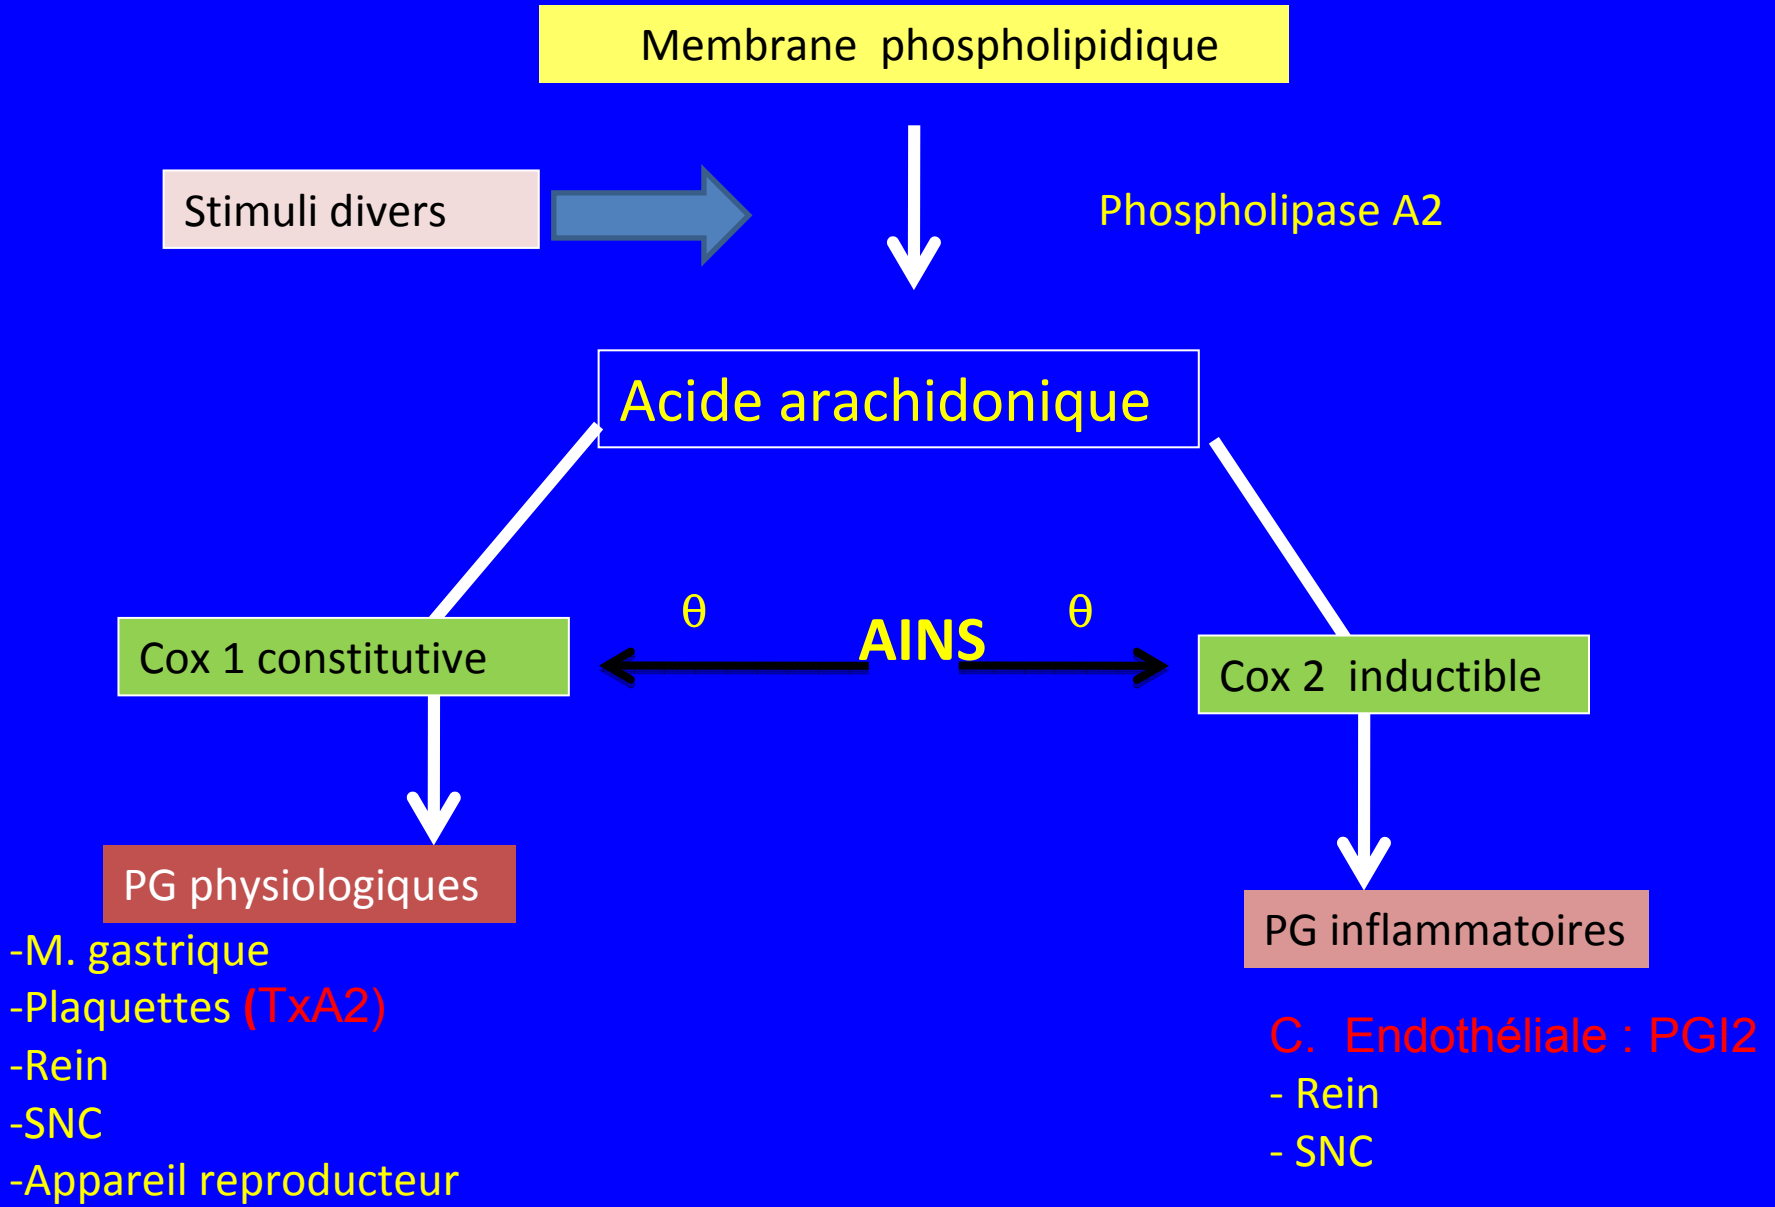 Membrane phospholipidique
Stimuli divers
Phospholipase A2
Acide arachidonique
θ
AINS
θ
Cox 1 constitutive
Cox 2 inductible
PG physiologiques
-M. gastrique
-Plaquettes (TxA2)
-Rein
-SNC
-Appareil reproducteur
PG inflammatoires
C. Endothéliale : PGI2
- Rein
- SNC